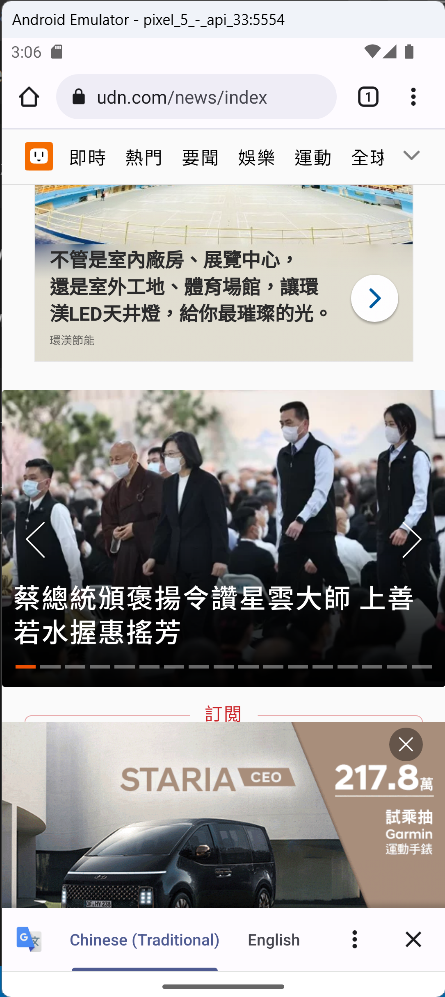 Android Emulator - pixel_5_-_api_33:5554
3:06
udn.com/news/index
1
即時 熱門 要聞 娛樂 運動 全球
不管是室內廠房、展覽中心，
還是室外工地、體育場館，讓環
渼LED天井燈，給你最璀璨的光。
環渼節能
蔡總統頒褒揚令讚星雲大師 上善
若水握惠搖芳
訂閱
STARIA CEO
217.8萬
試乘抽
Garmin
運動手錶
Chinese (Traditional) English